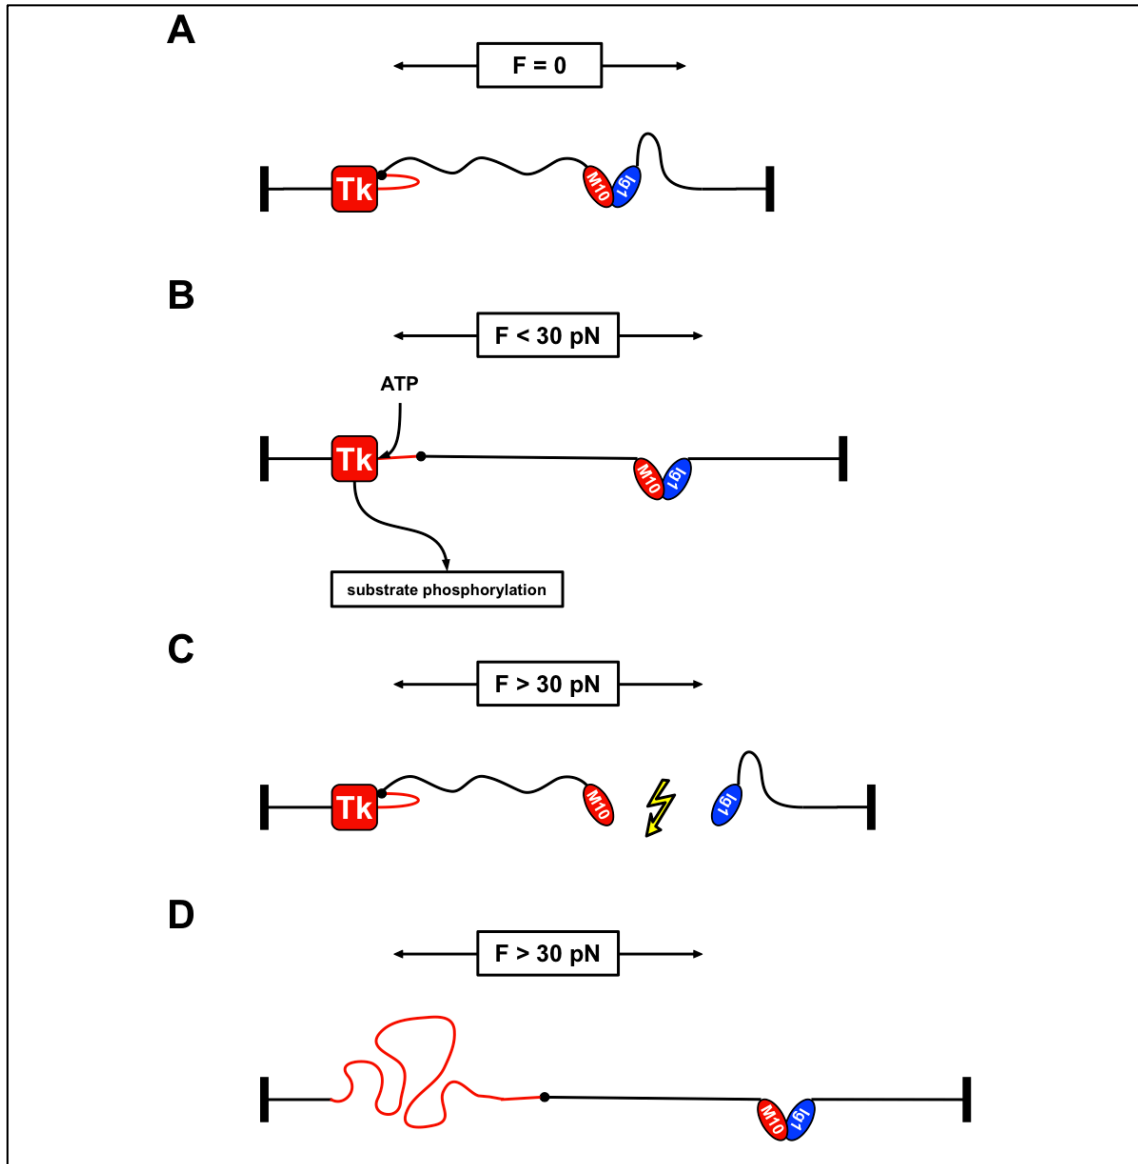 A
F = 0
Tk
M10
Ig1
B
F < 30 pN
ATP
Tk
M10
Ig1
substrate phosphorylation
C
F > 30 pN
Tk
M10
Ig1
D
F > 30 pN
M10
Ig1